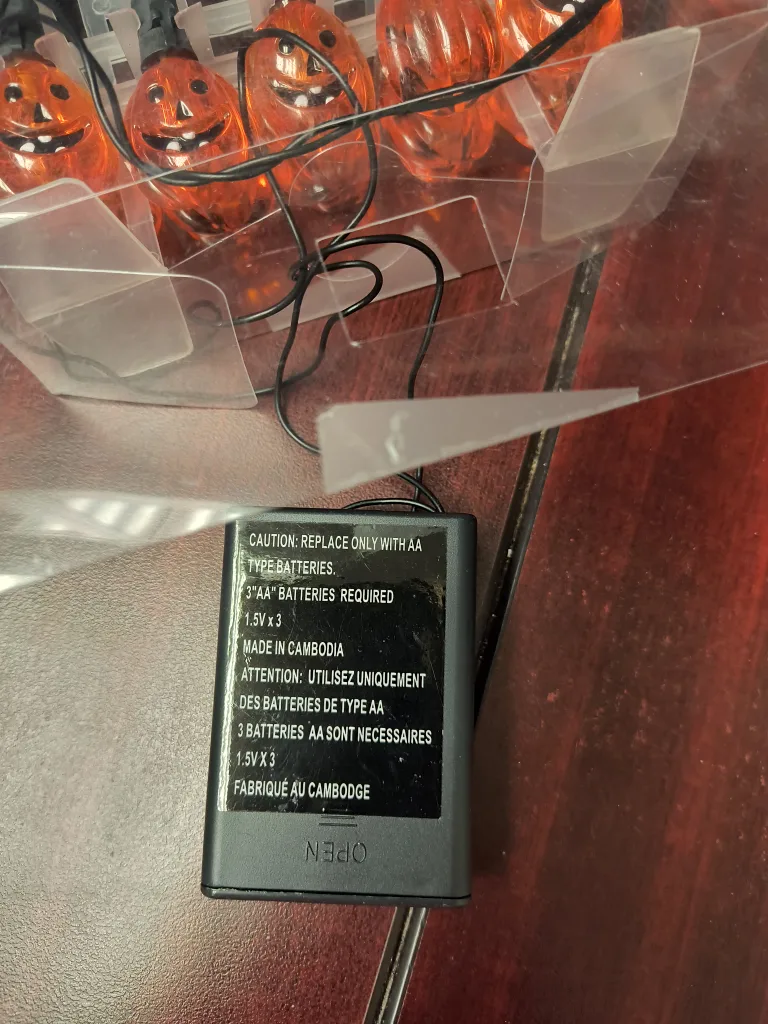 CAUTION: REPLACE ONLY WITH AA
TYPE BATTERIES.
3"AA" BATTERIES REQUIRED
1.5V x 3
MADE IN CAMBODIA
ATTENTION: UTILISEZ UNIQUEMENT
DES BATTERIES DE TYPE AA
3 BATTERIES AA SONT NECESSAIRES
1.5V X 3
FABRIQUÉ AU CAMBODGE
OPEN